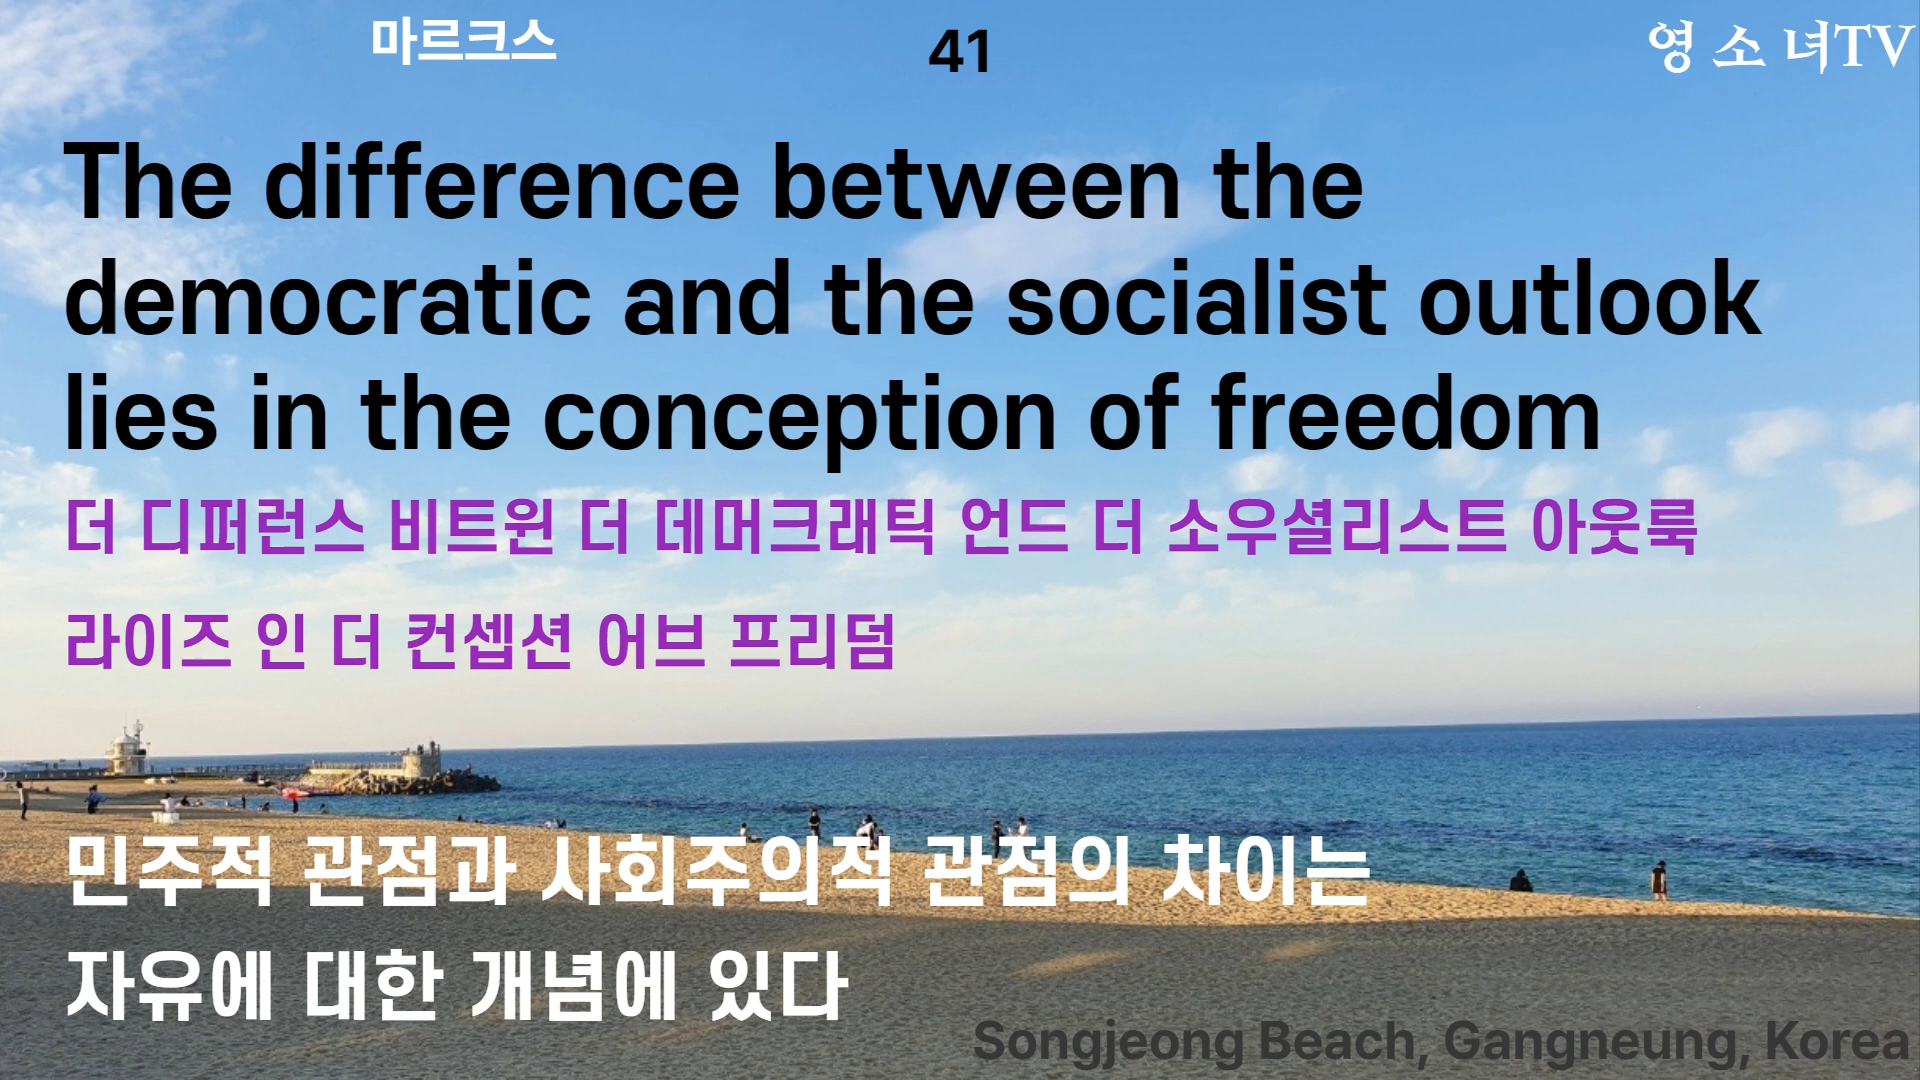 마르크스
41
영 소 녀TV
The difference between the
democratic and the socialist outlook
lies in the conception of freedom
더 디퍼런스 비트윈 더 데머크래틱 언드 더 소우셜리스트 아웃룩
라이즈 인 더 컨셉션 어브 프리덤
민주적 관점과 사회주의적 관점의 차이는
자유에 대한 개념에 있다
Songjeong Beach, Gangneung, Korea